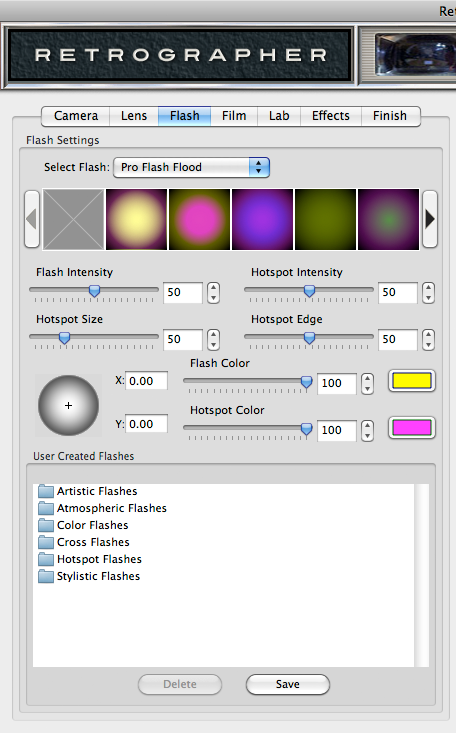 Ret
RETROGRAPHER
Camera Lens Flash Film Lab Effects Finish
Flash Settings
Select Flash: Pro Flash Flood
Flash Intensity Hotspot Intensity
50 50
Hotspot Size Hotspot Edge
50 50
Flash Color
X: 0.00 100
Hotspot Color
Y: 0.00 100
User Created Flashes
Artistic Flashes
Atmospheric Flashes
Color Flashes
Cross Flashes
Hotspot Flashes
Stylistic Flashes
Delete Save